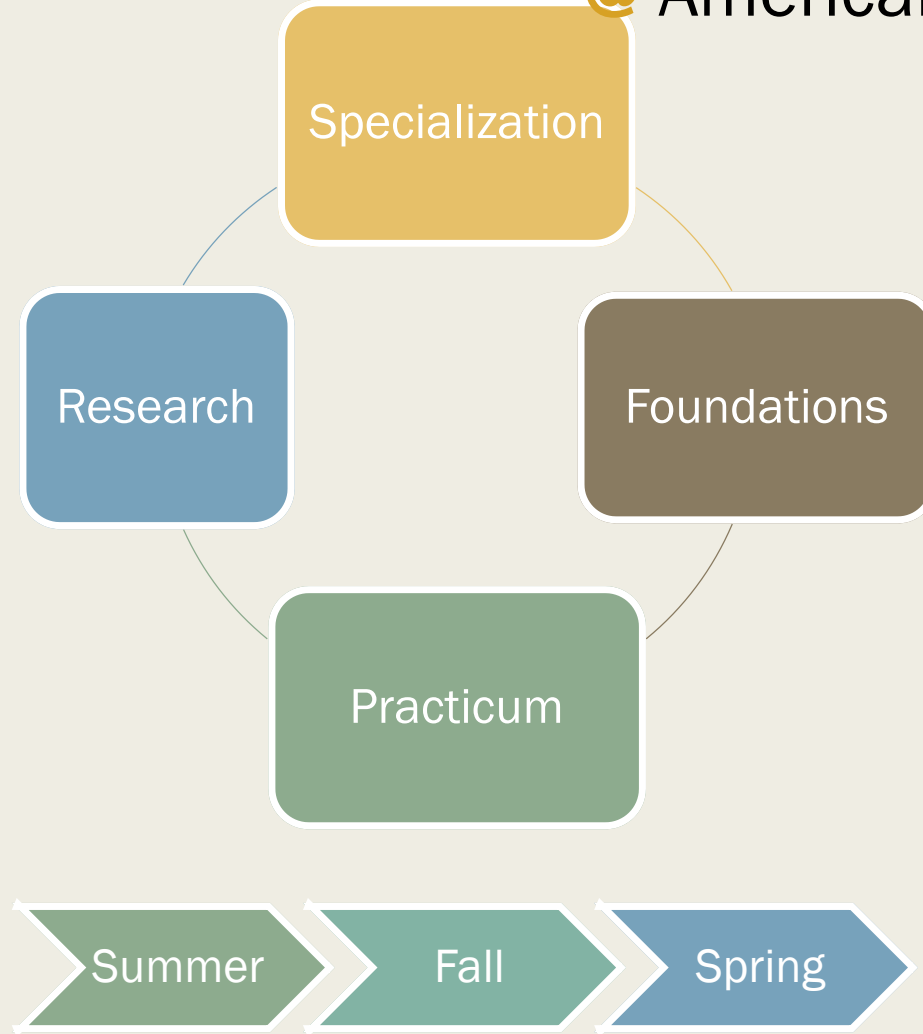 @
Specialization
Research
Foundations
Practicum
Summer
Fall
Spring